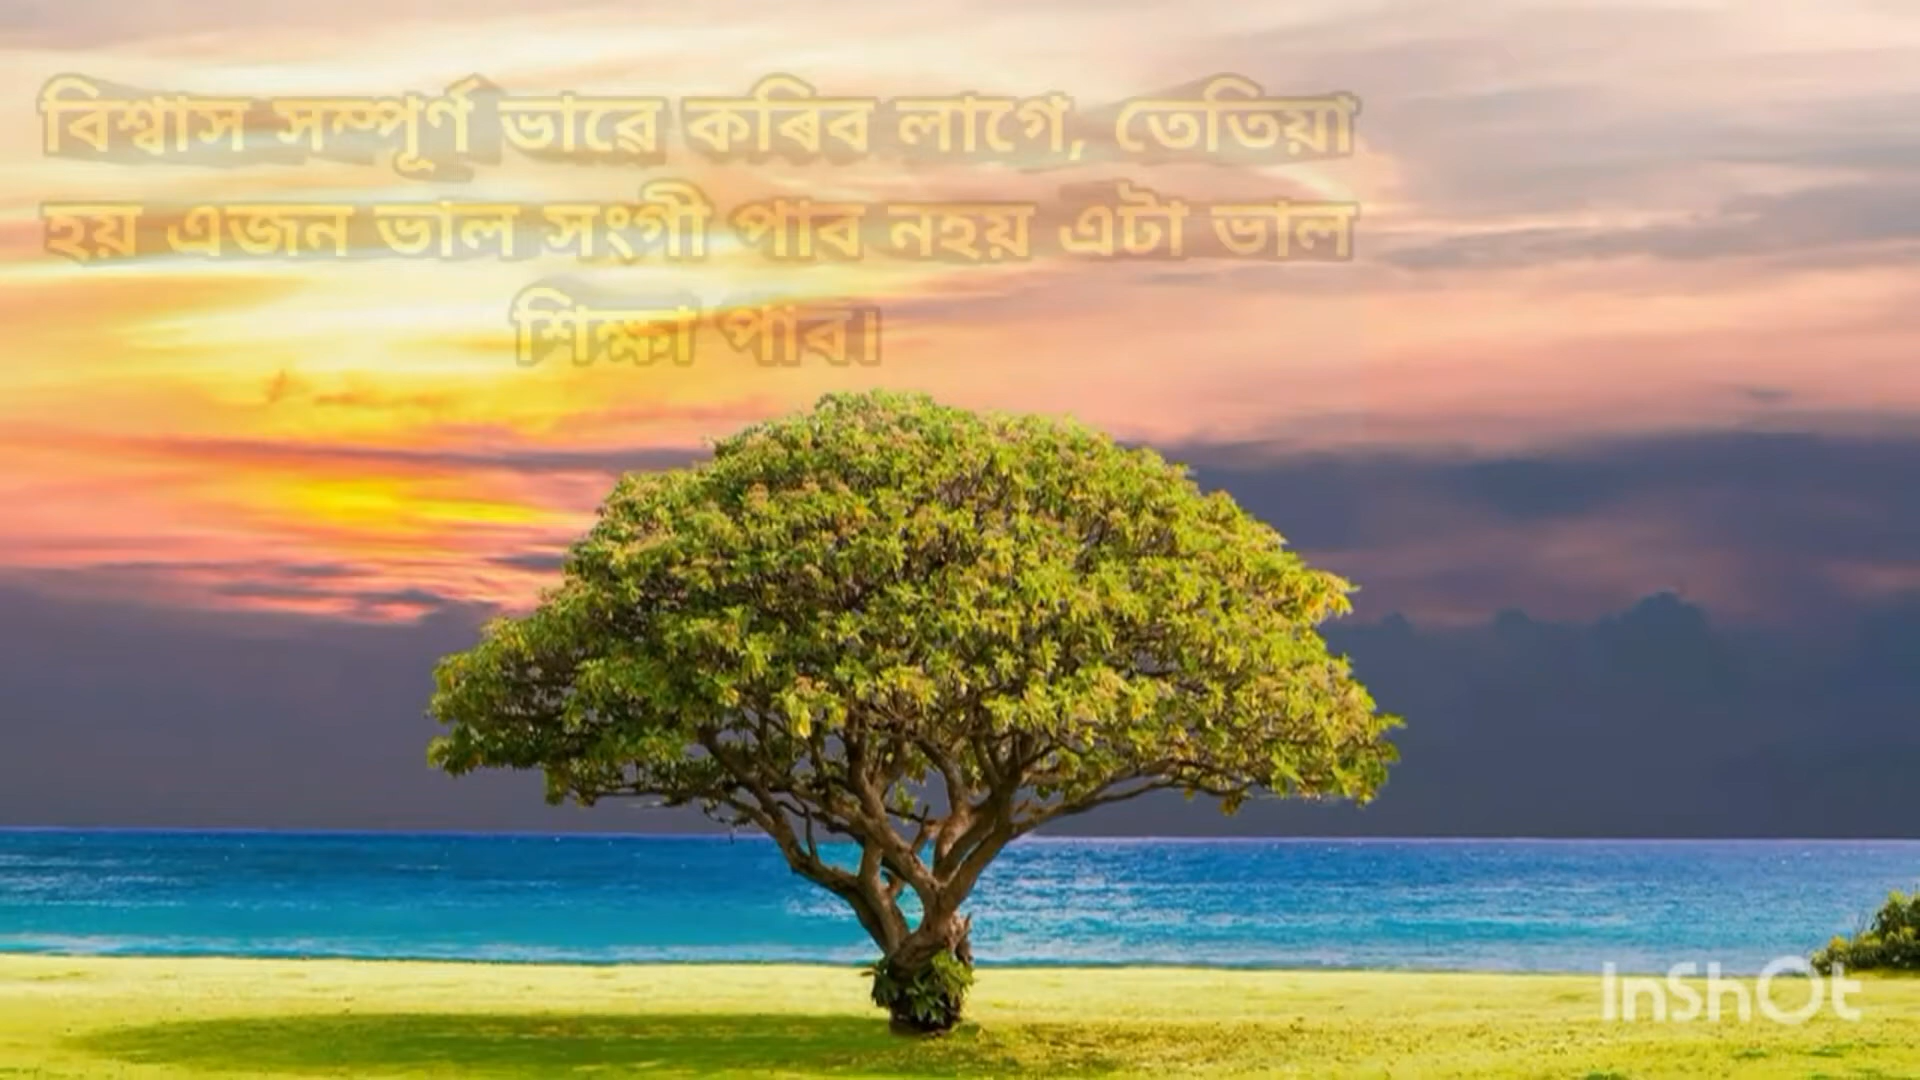 বিশ্বাস সম্পূৰ্ণ ভাৱে কৰিব লাগে, তেতিয়া
হয় এজন ভাল সংগী পাব নহয় এটা ভাল
শিক্ষা পাব।
InShOt